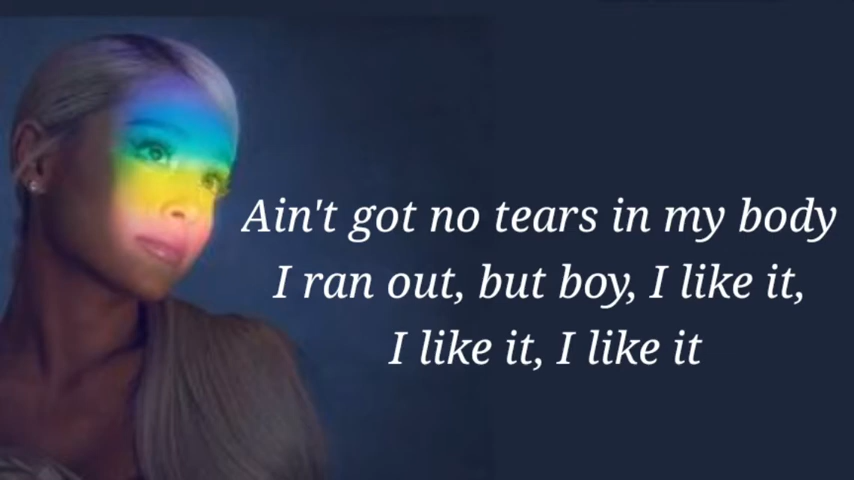 Ain't got no tears in my body
I ran out, but boy, I like it,
I like it, I like it